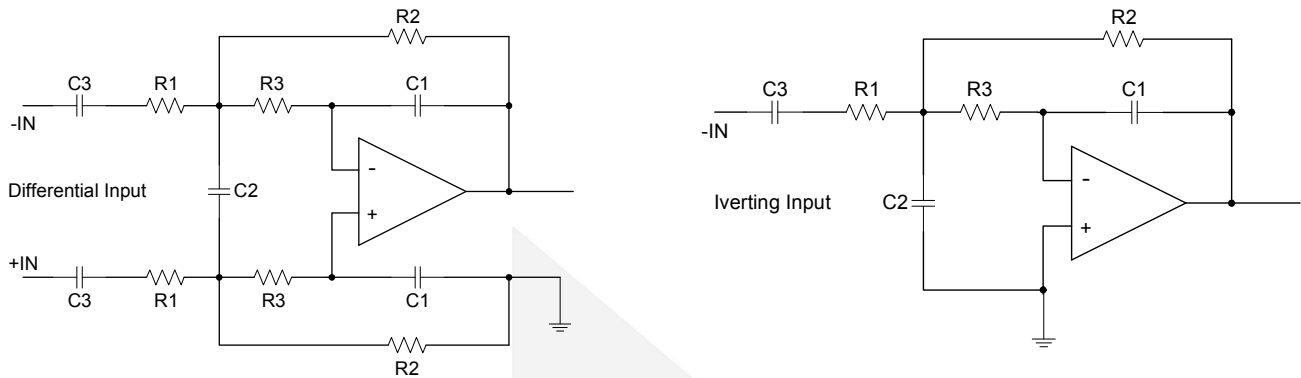 R2
C3
R1
R3
C1
-IN
-
Differential Input
C2
+
+IN
C3
R1
R3
C1
R2
R2
C3
R1
R3
C1
-IN
-
Iverting Input
C2
+